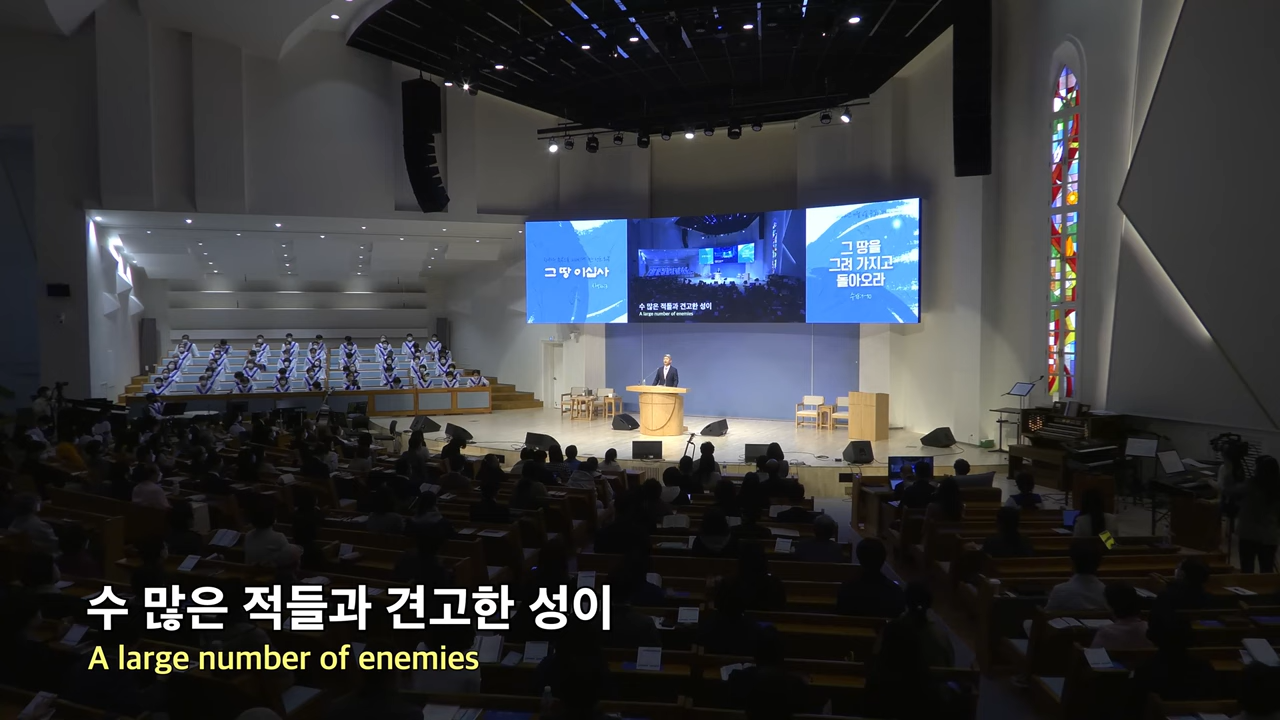 그 땅 이십사
그 땅을
그려 가지고
돌아오라
수 많은 적들과 견고한 성이
A large number of enemies
수 많은 적들과 견고한 성이
A large number of enemies